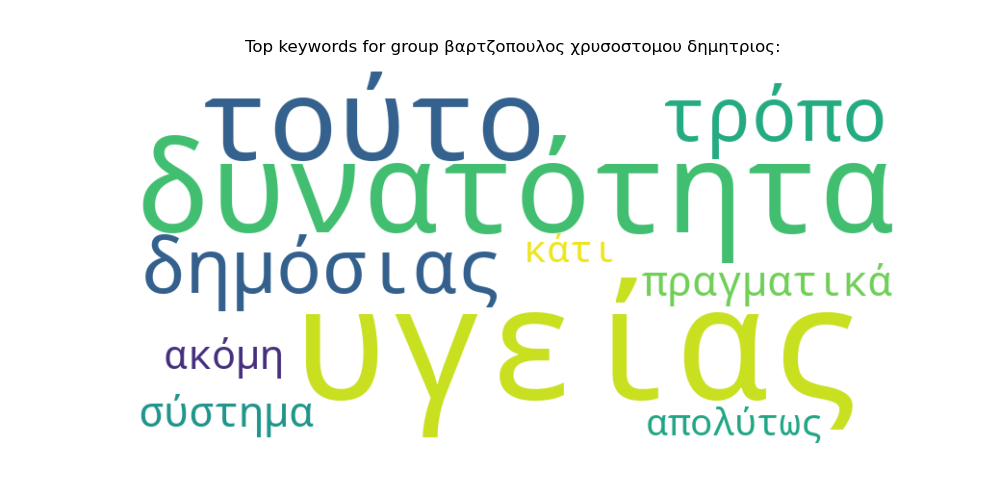 Top keywords for group βαρτζοπουλος χρυσοστομου δημητριος:
τούτο
τρόπο
δυνατότητα
δημόσιας
κάτι
πραγματικά
υγείας
ακόμη
σύστημα
απολύτως